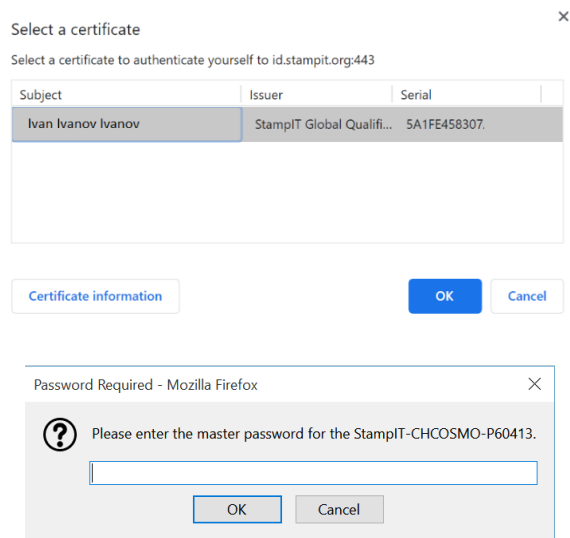 Select a certificate
Select a certificate to authenticate yourself to id.stampit.org:443
Subject Issuer Serial
Ivan Ivanov Ivanov StampIT Global Qualifi... 5A1FE458307.
Certificate information OK Cancel
Password Required - Mozilla Firefox
Please enter the master password for the StampIT-CHCOSMO-P60413.
OK Cancel